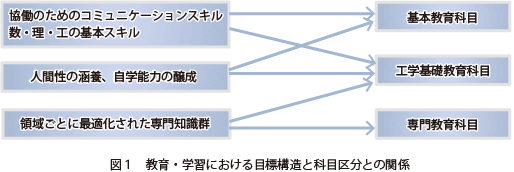 協働のためのコミュニケーションスキル
数・理・工の基本スキル
基本教育科目
人間性の涵養、自学能力の醸成
工学基礎教育科目
領域ごとに最適化された専門知識群
専門教育科目
図1　教育・学習における目標構造と科目区分との関係